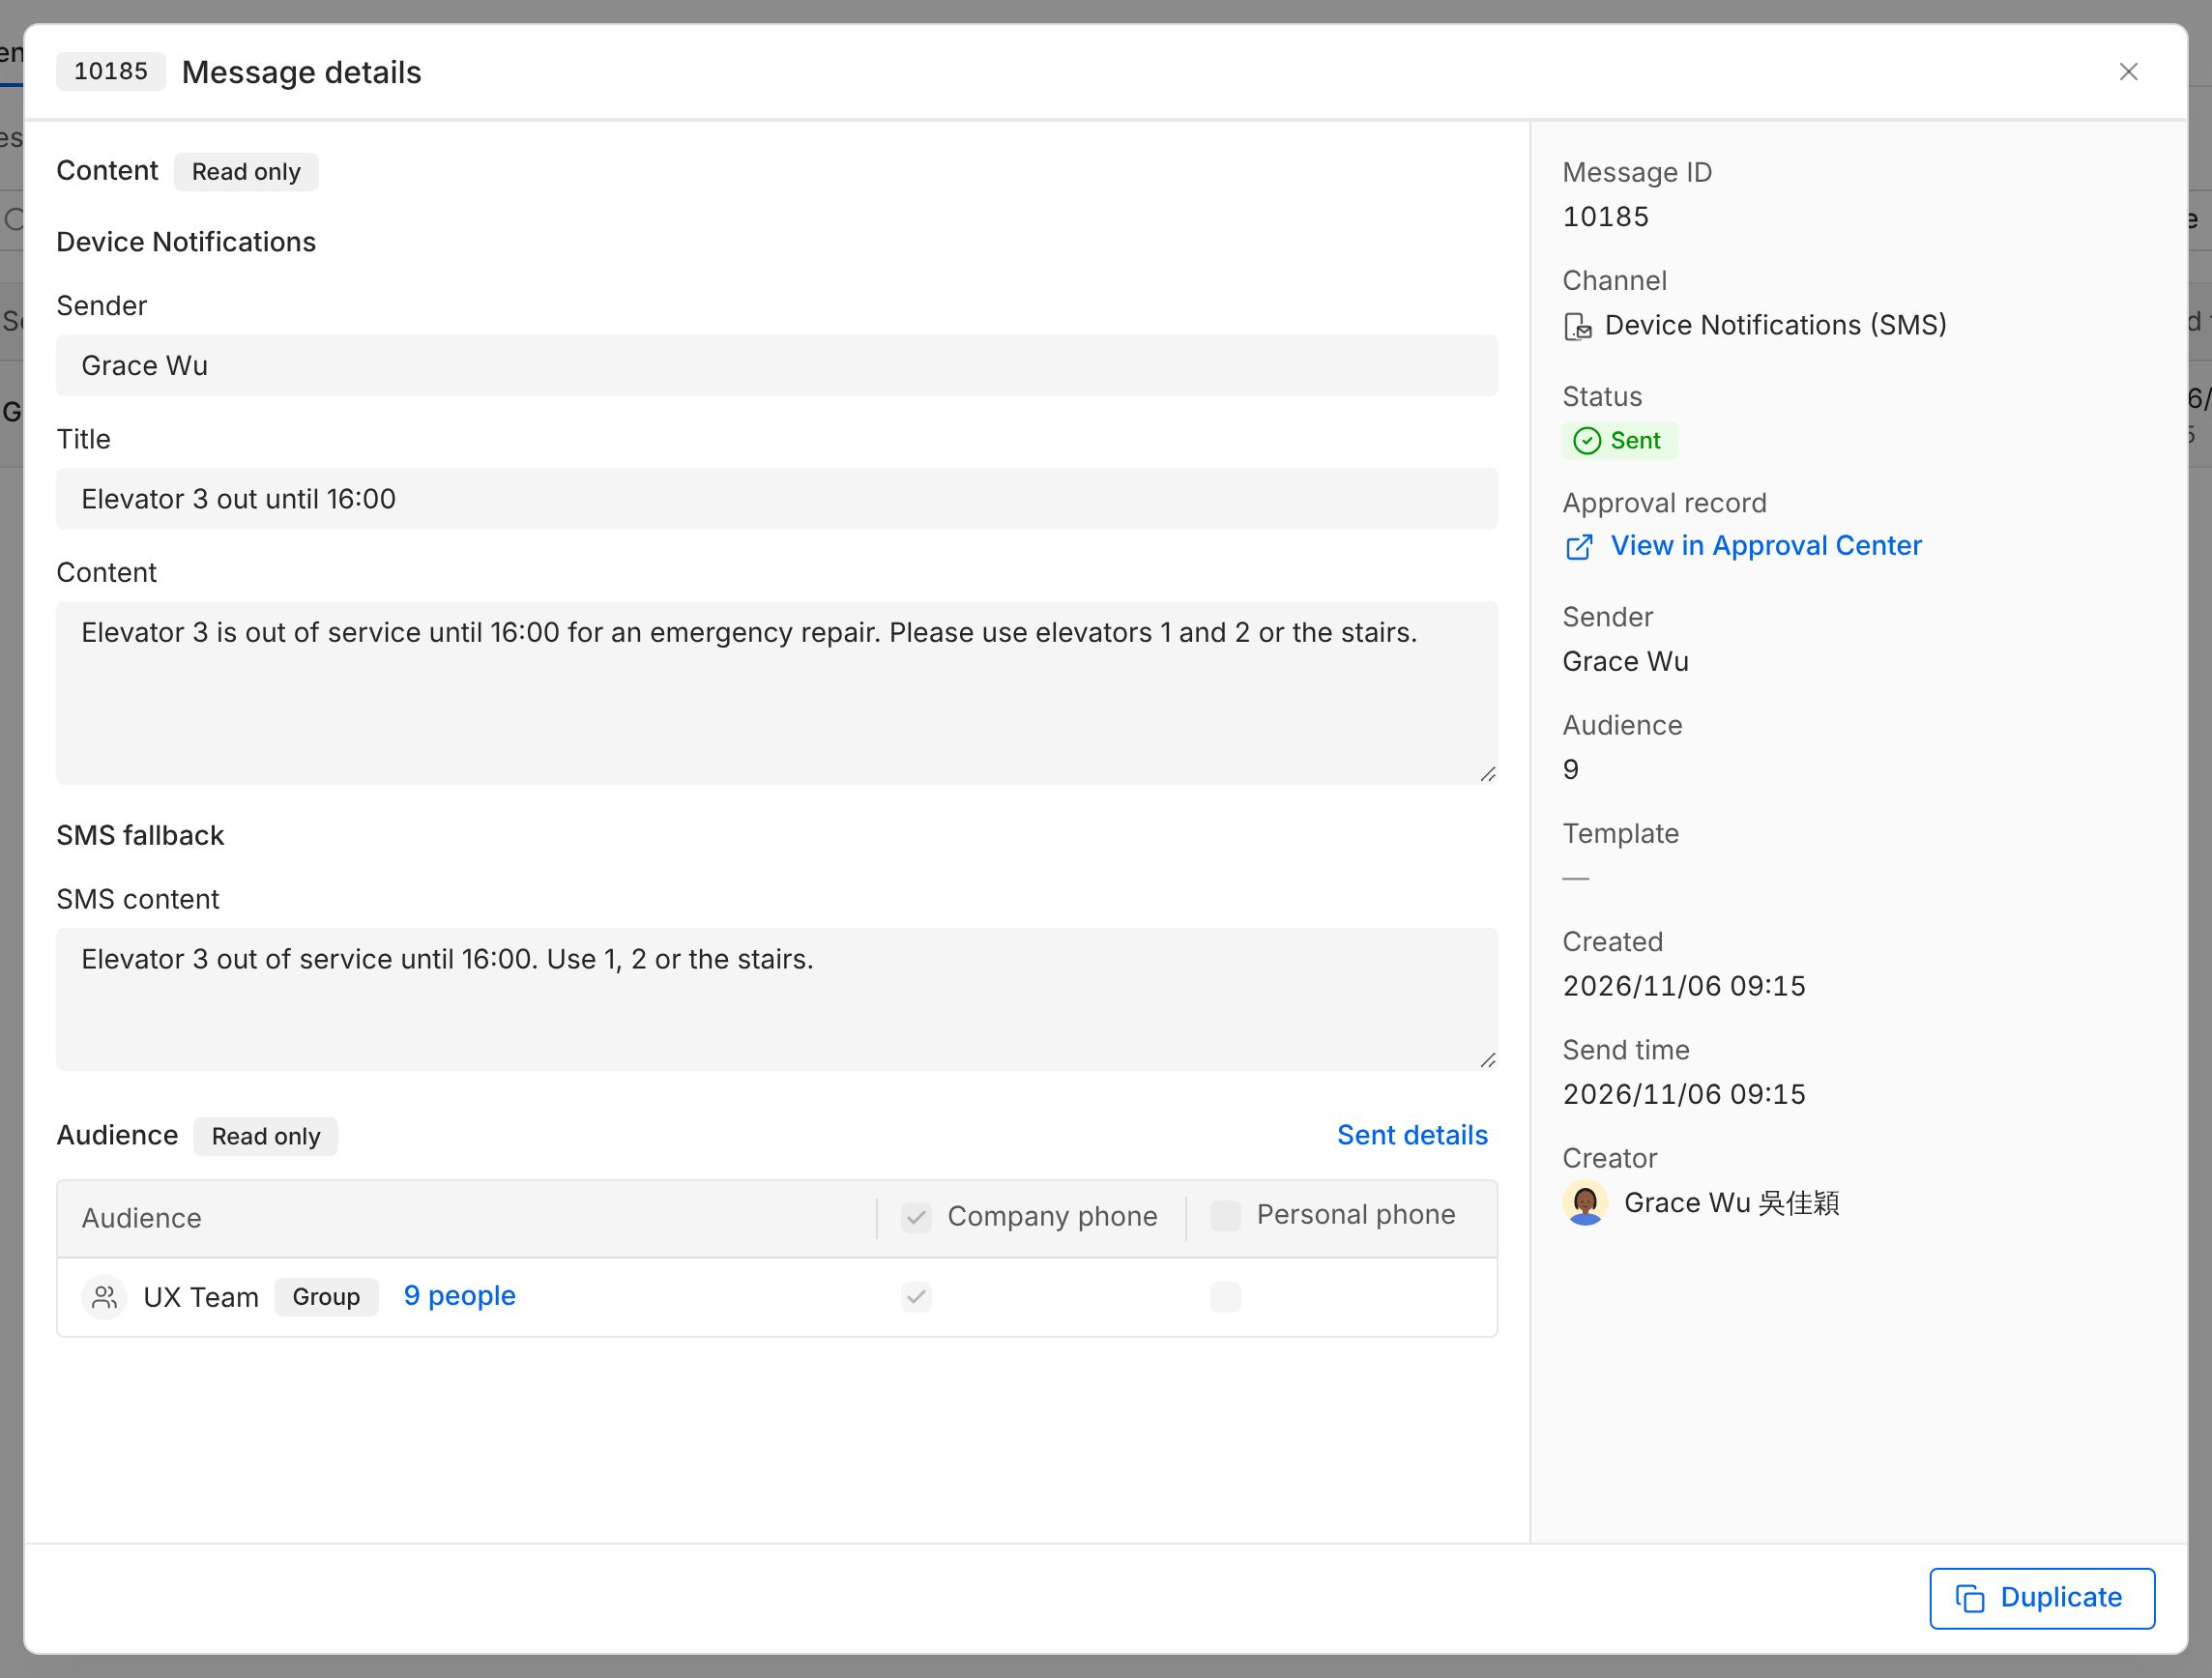 10185 Message details
Content Read only
Device Notifications
Sender
Grace Wu
Title
Elevator 3 out until 16:00
Content
Elevator 3 is out of service until 16:00 for an emergency repair. Please use elevators 1 and 2 or the stairs.
SMS fallback
SMS content
Elevator 3 out of service until 16:00. Use 1, 2 or the stairs.
Audience Read only Sent details
Audience Company phone Personal phone
UX Team Group 9 people
Message ID
10185
Channel
Device Notifications (SMS)
Status
Sent
Approval record
View in Approval Center
Sender
Grace Wu
Audience
9
Template
—
Created
2026/11/06 09:15
Send time
2026/11/06 09:15
Creator
Grace Wu 吳佳穎
Duplicate